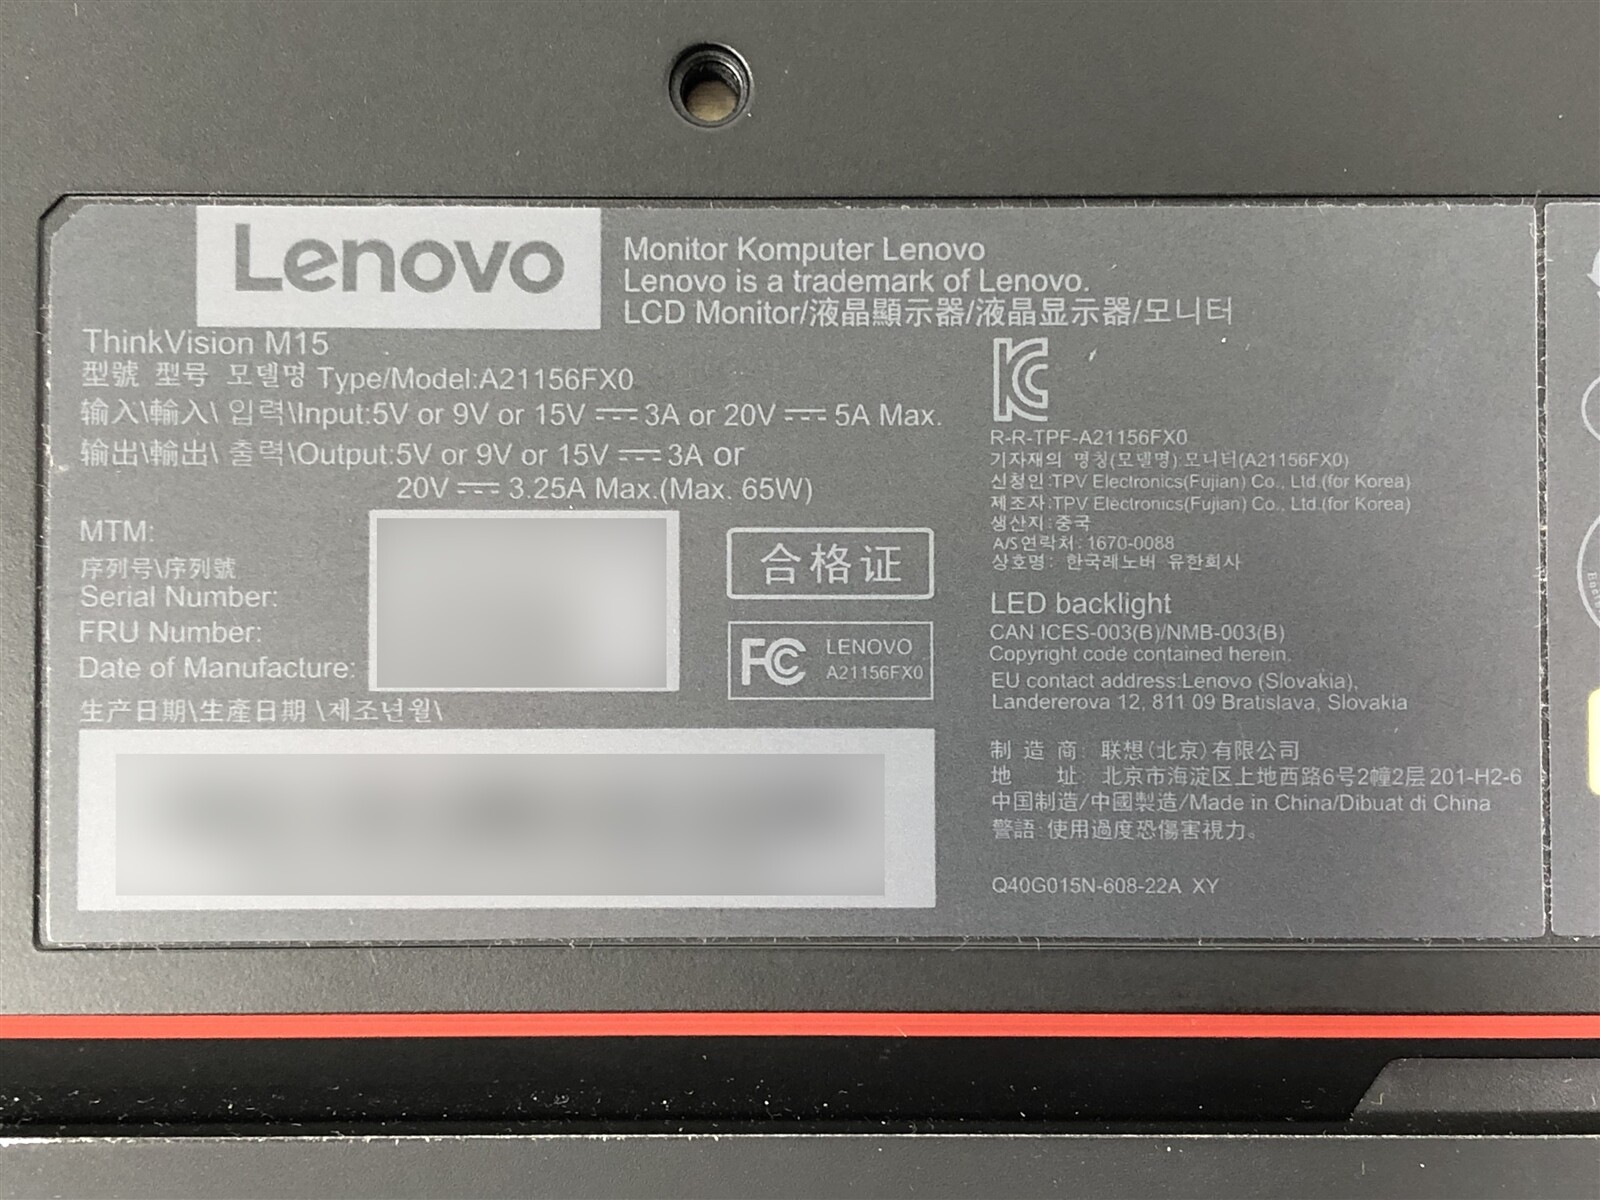 Lenovo
Monitor Komputer Lenovo
Lenovo is a trademark of Lenovo.
LCD Monitor/液晶顯示器/液晶显示器/모니터
ThinkVision M15
型號 型号 모델명 Type/Model:A21156FX0
输入\輸入\ 입력\Input:5V or 9V or 15V ⎓ 3A or 20V ⎓ 5A Max.
输出\輸出\ 출력\Output:5V or 9V or 15V ⎓ 3A or
20V ⎓ 3.25A Max.(Max. 65W)
MTM:
序列号\序列號
Serial Number:
FRU Number:
Date of Manufacture:
生产日期\生產日期 \제조년월\
合格证
FC LENOVO
A21156FX0
R-R-TPF-A21156FX0
기자재의 명칭(모델명):모니터(A21156FX0)
신청인:TPV Electronics(Fujian) Co., Ltd.(for Korea)
제조자:TPV Electronics(Fujian) Co., Ltd.(for Korea)
생산지:중국
A/S연락처: 1670-0088
상호명: 한국레노버 유한회사
LED backlight
CAN ICES-003(B)/NMB-003(B)
Copyright code contained herein.
EU contact address:Lenovo (Slovakia),
Landererova 12, 811 09 Bratislava, Slovakia
制 造 商: 联想(北京)有限公司
地 址: 北京市海淀区上地西路6号2幢2层201-H2-6
中国制造/中國製造/Made in China/Dibuat di China
警語:使用過度恐傷害視力。
Q40G015N-608-22A XY